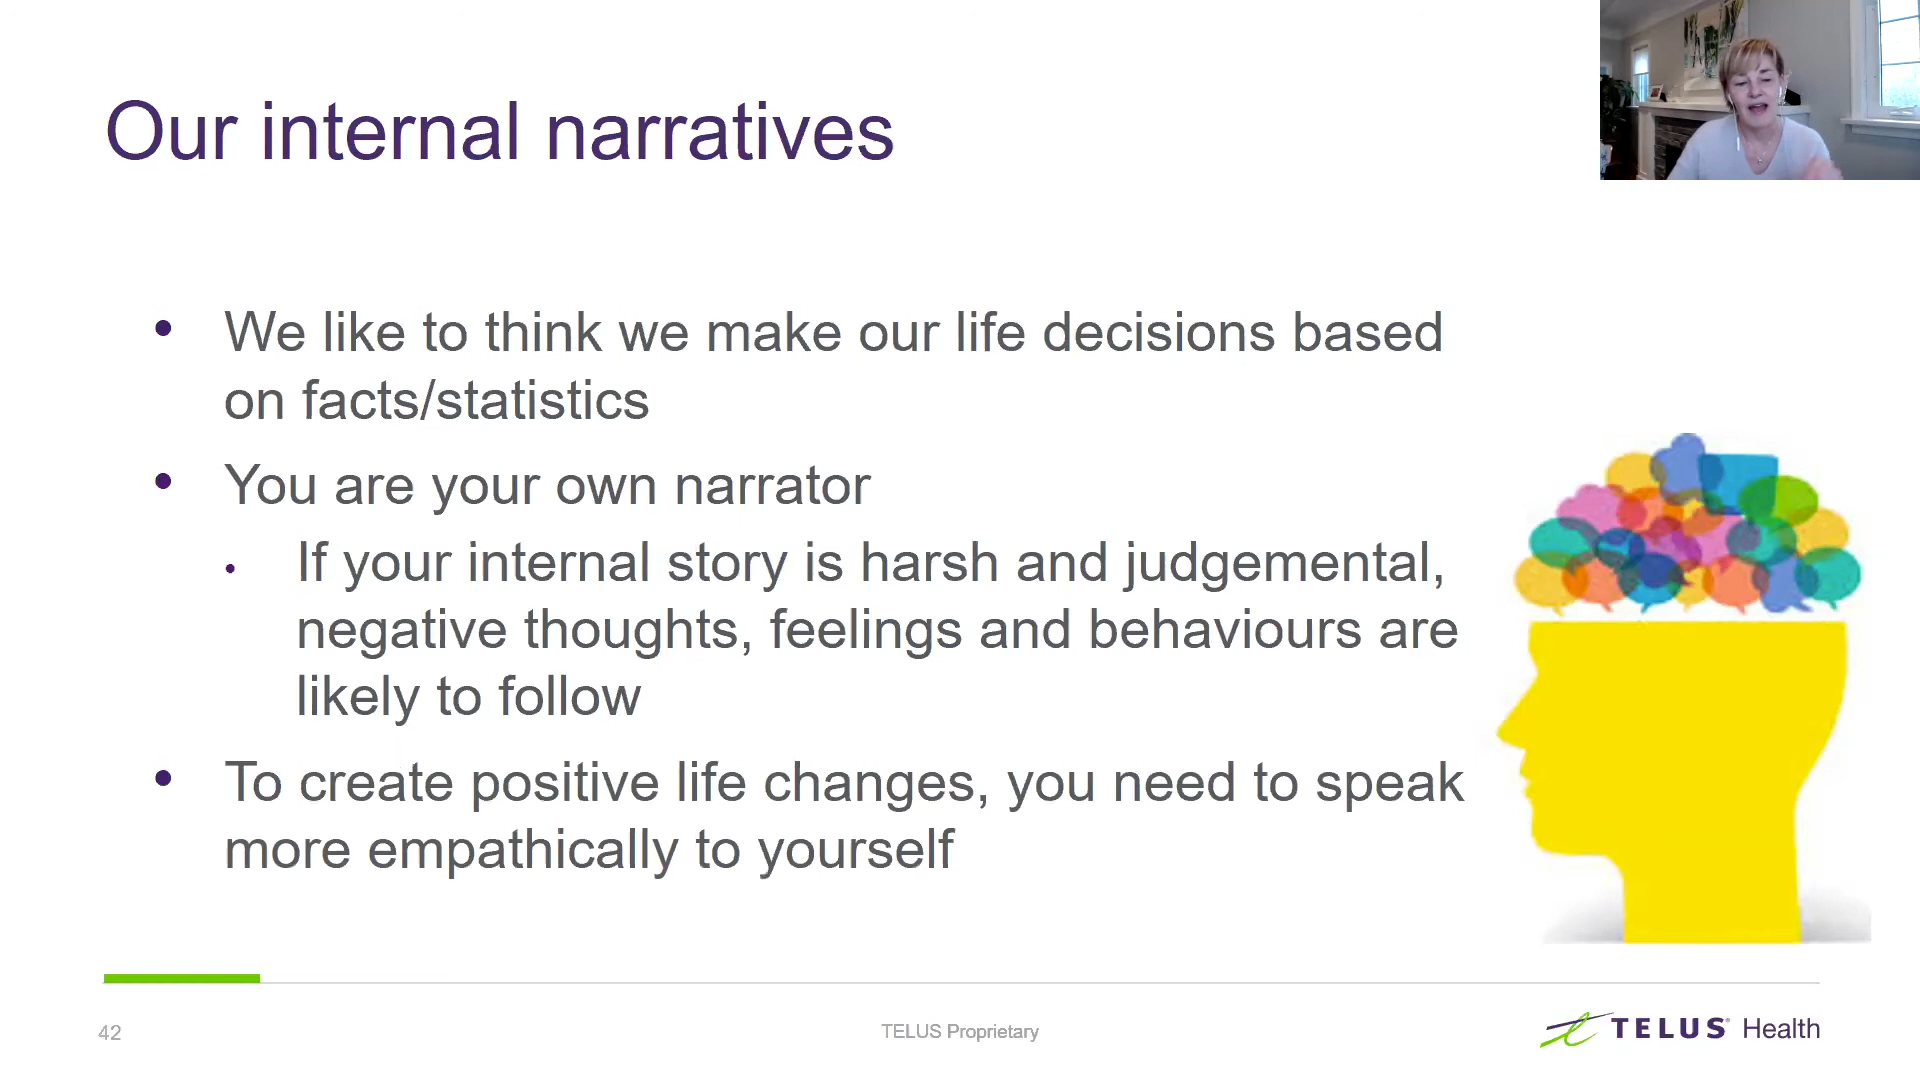 Our internal narratives
• We like to think we make our life decisions based
on facts/statistics
• You are your own narrator
• If your internal story is harsh and judgemental,
negative thoughts, feelings and behaviours are
likely to follow
• To create positive life changes, you need to speak
more empathically to yourself
42
TELUS Proprietary
TELUS® Health